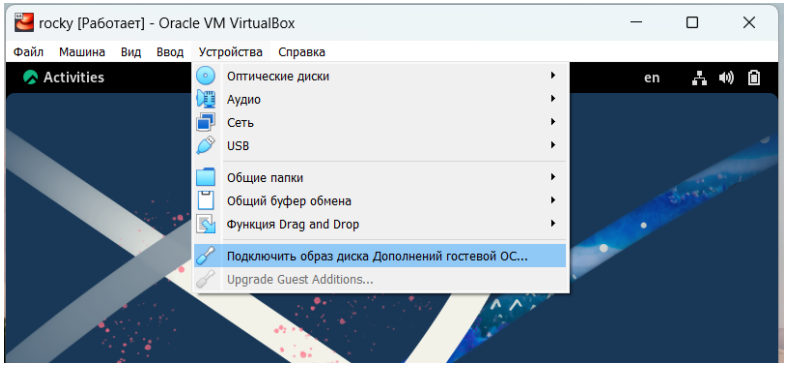 rocky [Работает] - Oracle VM VirtualBox
Файл Машина Вид Ввод Устройства Справка
Activities en
Оптические диски
Аудио
Сеть
USB
Общие папки
Общий буфер обмена
Функция Drag and Drop
Подключить образ диска Дополнений гостевой ОС...
Upgrade Guest Additions...